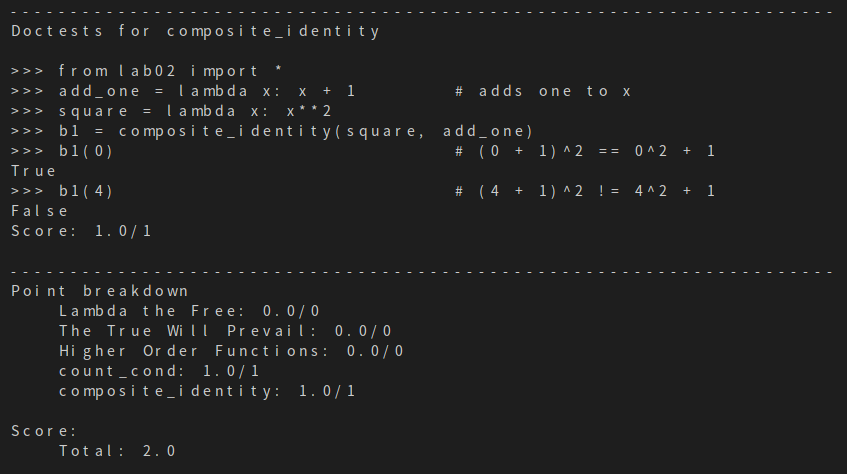 ---------------------------------------------------------------------
Doctests for composite_identity
>>> from lab02 import *
>>> add_one = lambda x: x + 1          # adds one to x
>>> square = lambda x: x**2
>>> b1 = composite_identity(square, add_one)
>>> b1(0)                              # (0 + 1)^2 == 0^2 + 1
True
>>> b1(4)                              # (4 + 1)^2 != 4^2 + 1
False
Score: 1.0/1
---------------------------------------------------------------------
Point breakdown
    Lambda the Free: 0.0/0
    The True Will Prevail: 0.0/0
    Higher Order Functions: 0.0/0
    count_cond: 1.0/1
    composite_identity: 1.0/1
Score:
    Total: 2.0